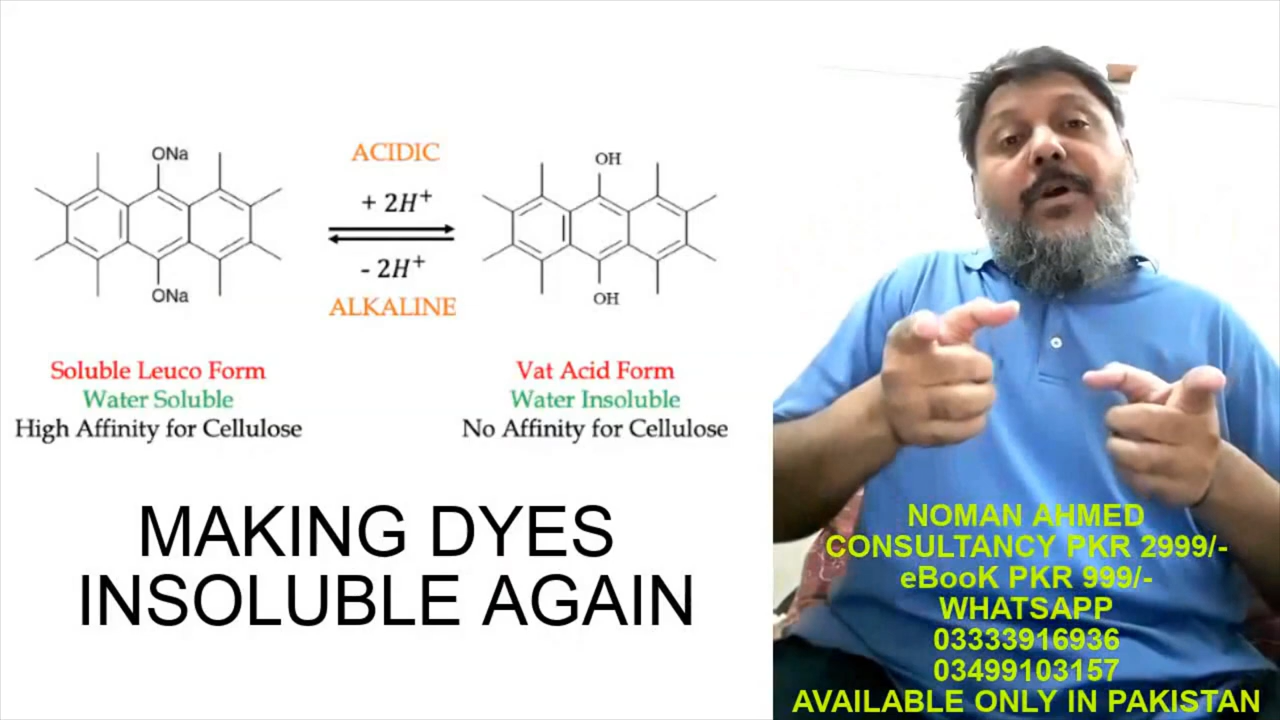 ONa
ONa
ACIDIC
+ 2H⁺
- 2H⁺
ALKALINE
OH
OH
Soluble Leuco Form
Water Soluble
High Affinity for Cellulose
Vat Acid Form
Water Insoluble
No Affinity for Cellulose
MAKING DYES
INSOLUBLE AGAIN
NOMAN AHMED
CONSULTANCY PKR 2999/-
eBooK PKR 999/-
WHATSAPP
03333916936
03499103157
AVAILABLE ONLY IN PAKISTAN